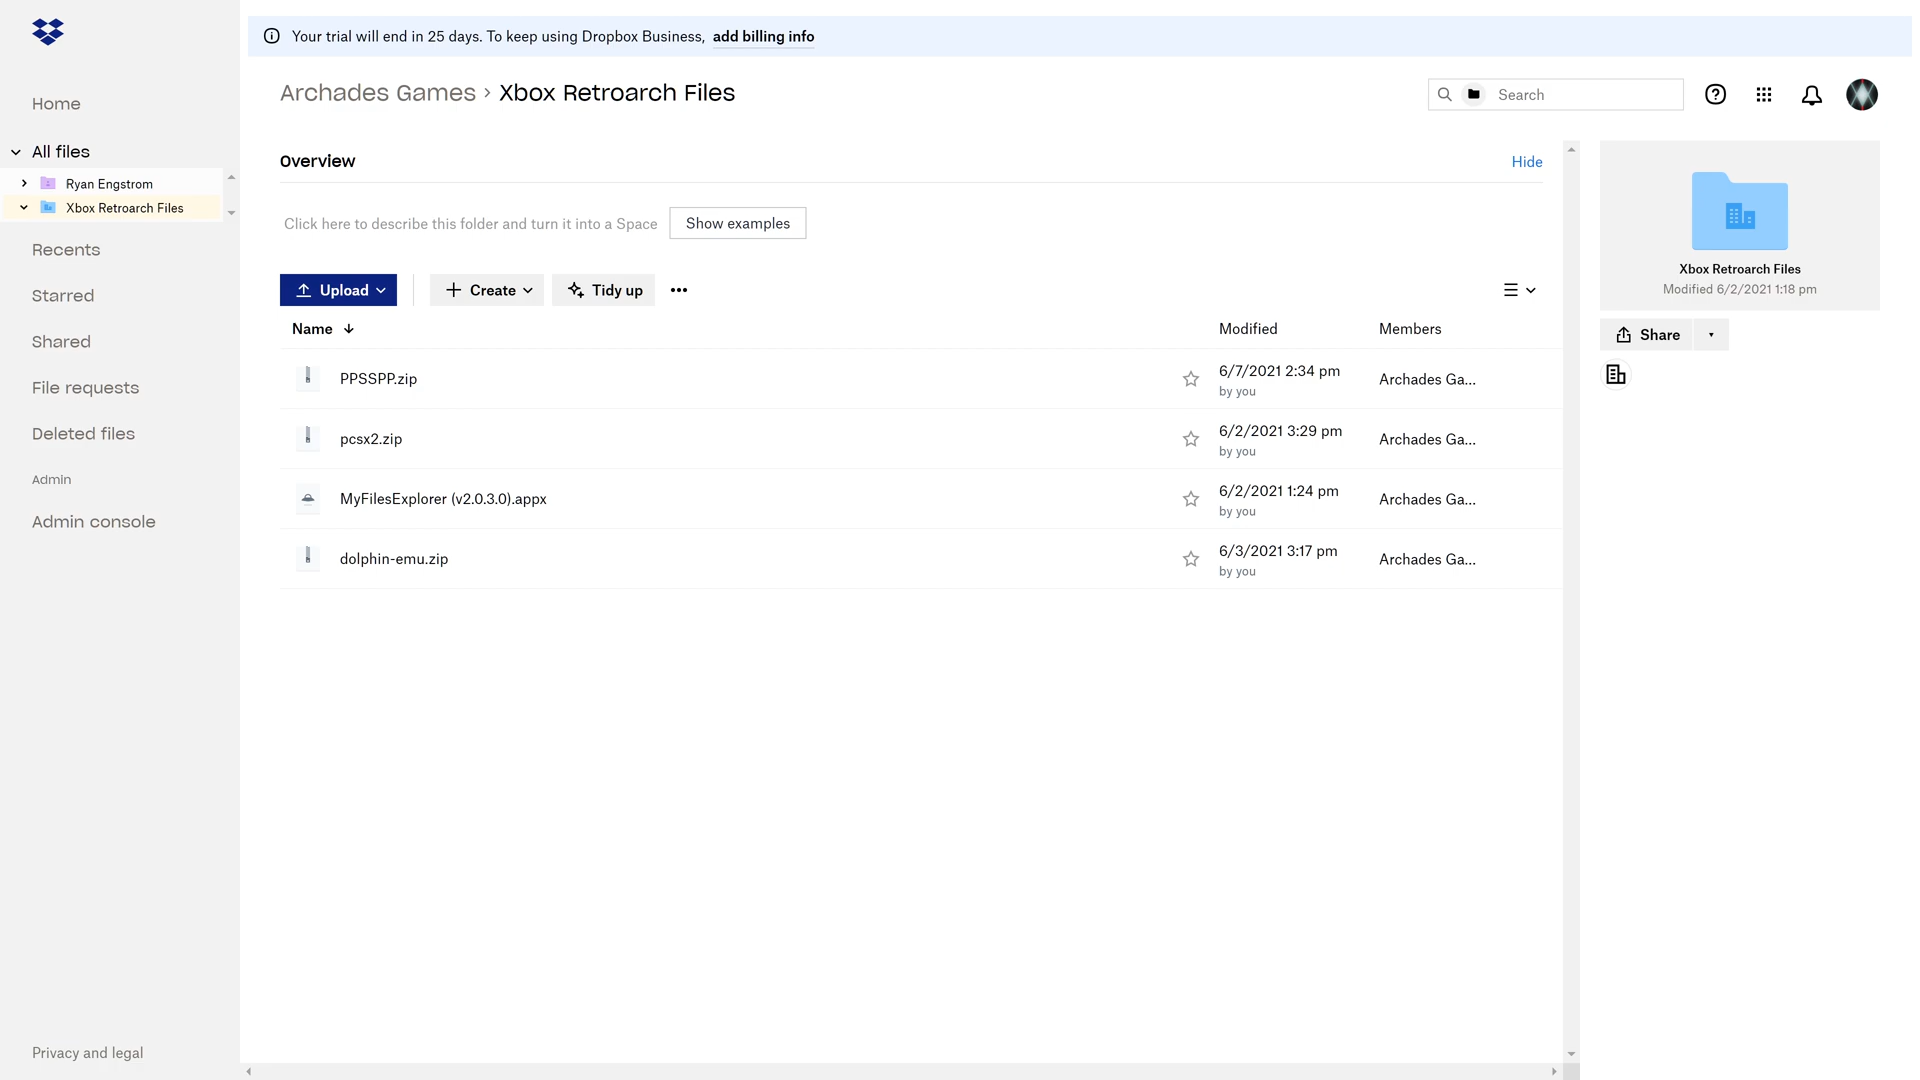 Your trial will end in 25 days. To keep using Dropbox Business, add billing info
Archades Games › Xbox Retroarch Files
Search
Home
All files
Ryan Engstrom
Xbox Retroarch Files
Recents
Starred
Shared
File requests
Deleted files
Admin
Admin console
Privacy and legal
Overview
Hide
Click here to describe this folder and turn it into a Space
Show examples
Upload
Create
Tidy up
Name
Modified
Members
PPSSPP.zip
6/7/2021 2:34 pm
by you
Archades Ga...
pcsx2.zip
6/2/2021 3:29 pm
by you
Archades Ga...
MyFilesExplorer (v2.0.3.0).appx
6/2/2021 1:24 pm
by you
Archades Ga...
dolphin-emu.zip
6/3/2021 3:17 pm
by you
Archades Ga...
Xbox Retroarch Files
Modified 6/2/2021 1:18 pm
Share